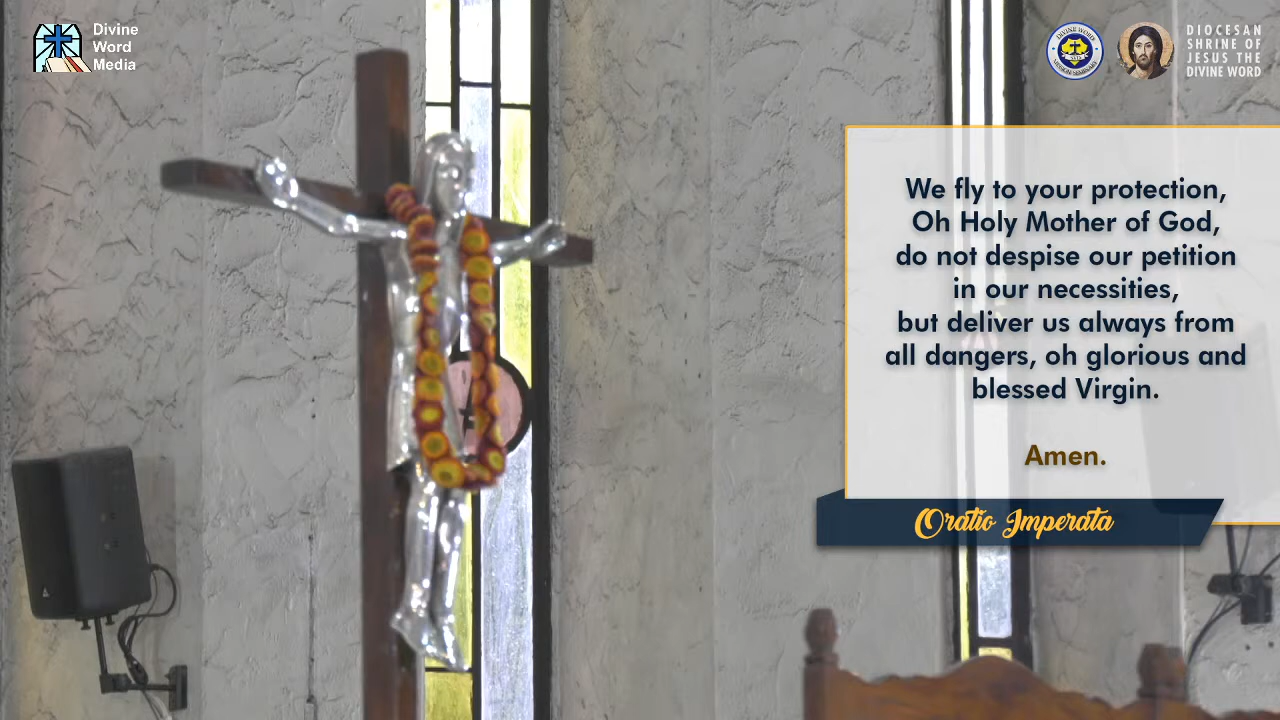 Divine
Word
Media
DIOCESAN
SHRINE OF
JESUS THE
DIVINE WORD
We fly to your protection,
Oh Holy Mother of God,
do not despise our petition
in our necessities,
but deliver us always from
all dangers, oh glorious and
blessed Virgin.
Amen.
Oratio Imperata